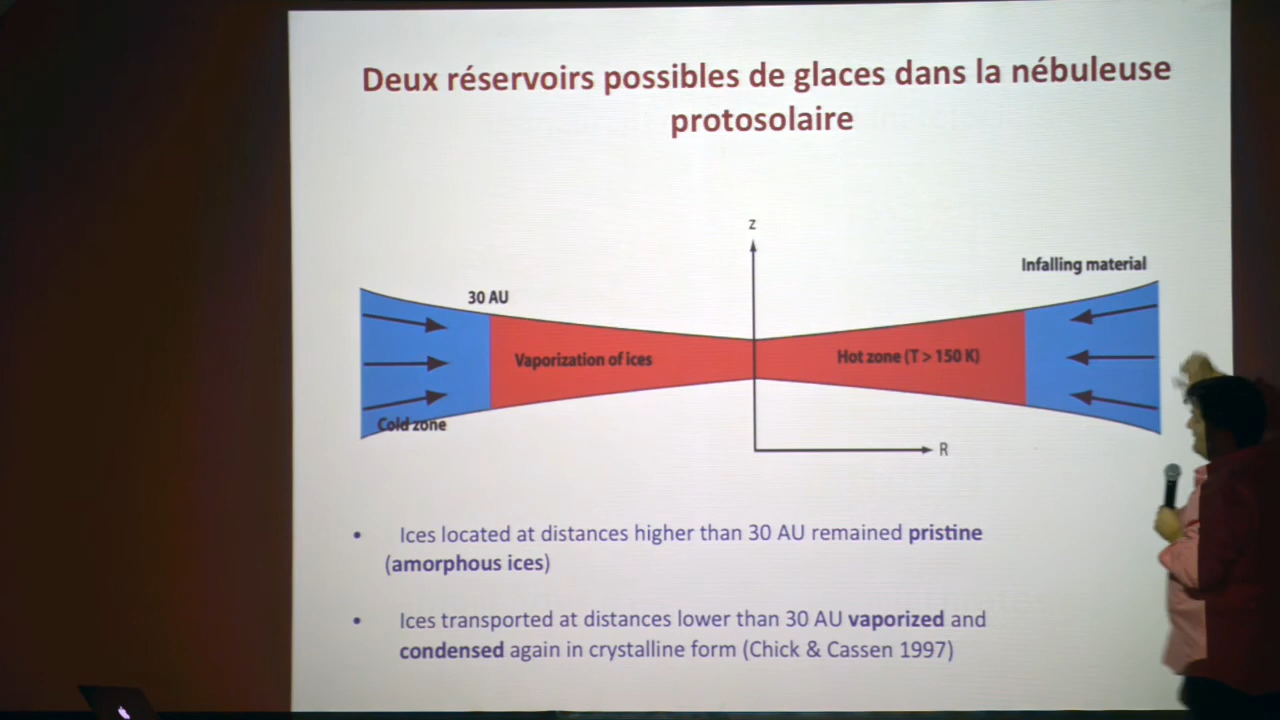 Deux réservoirs possibles de glaces dans la nébuleuse
protosolaire
z
Infalling material
30 AU
Vaporization of ices
Hot zone (T > 150 K)
Cold zone
R
• Ices located at distances higher than 30 AU remained pristine
(amorphous ices)
• Ices transported at distances lower than 30 AU vaporized and
condensed again in crystalline form (Chick & Cassen 1997)